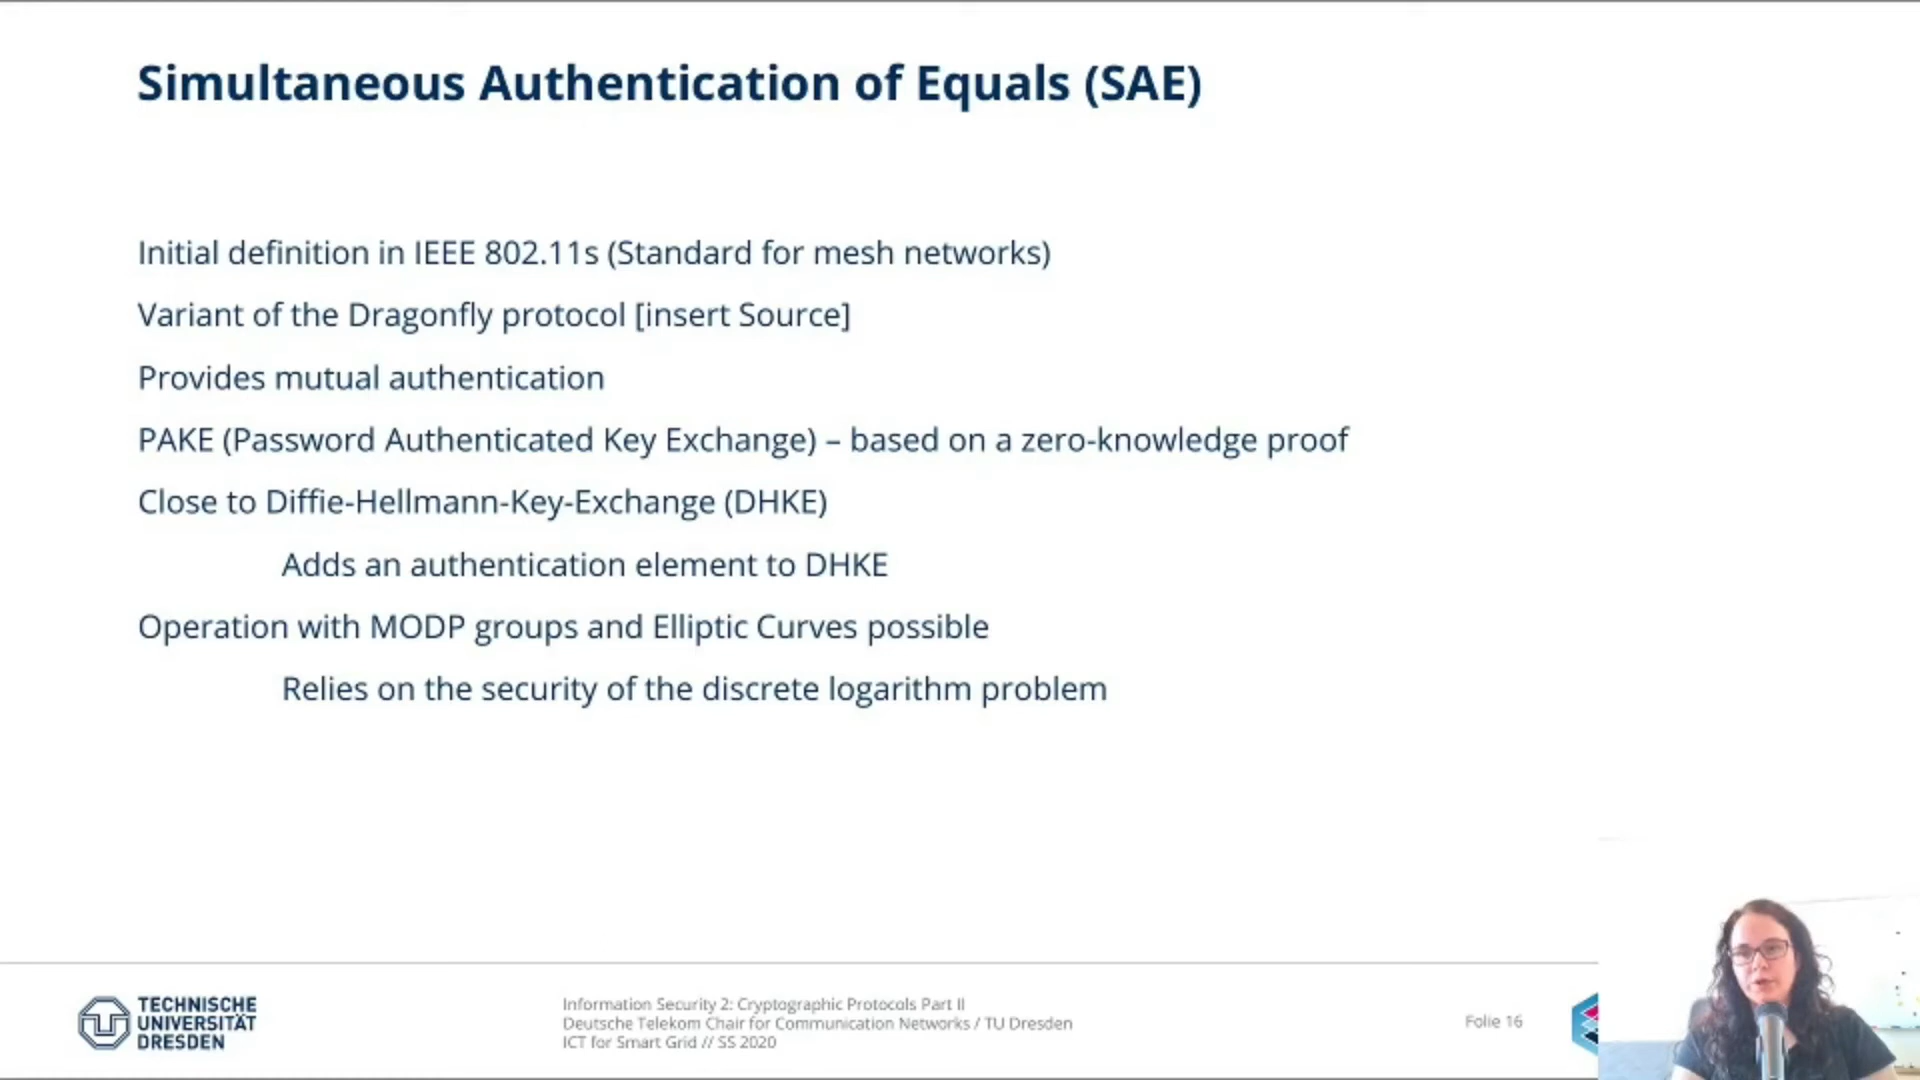 Simultaneous Authentication of Equals (SAE)
Initial definition in IEEE 802.11s (Standard for mesh networks)
Variant of the Dragonfly protocol [insert Source]
Provides mutual authentication
PAKE (Password Authenticated Key Exchange) – based on a zero-knowledge proof
Close to Diffie-Hellmann-Key-Exchange (DHKE)
Adds an authentication element to DHKE
Operation with MODP groups and Elliptic Curves possible
Relies on the security of the discrete logarithm problem
TECHNISCHE
UNIVERSITÄT
DRESDEN
Information Security 2: Cryptographic Protocols Part II
Deutsche Telekom Chair for Communication Networks / TU Dresden
ICT for Smart Grid // SS 2020
Folie 16